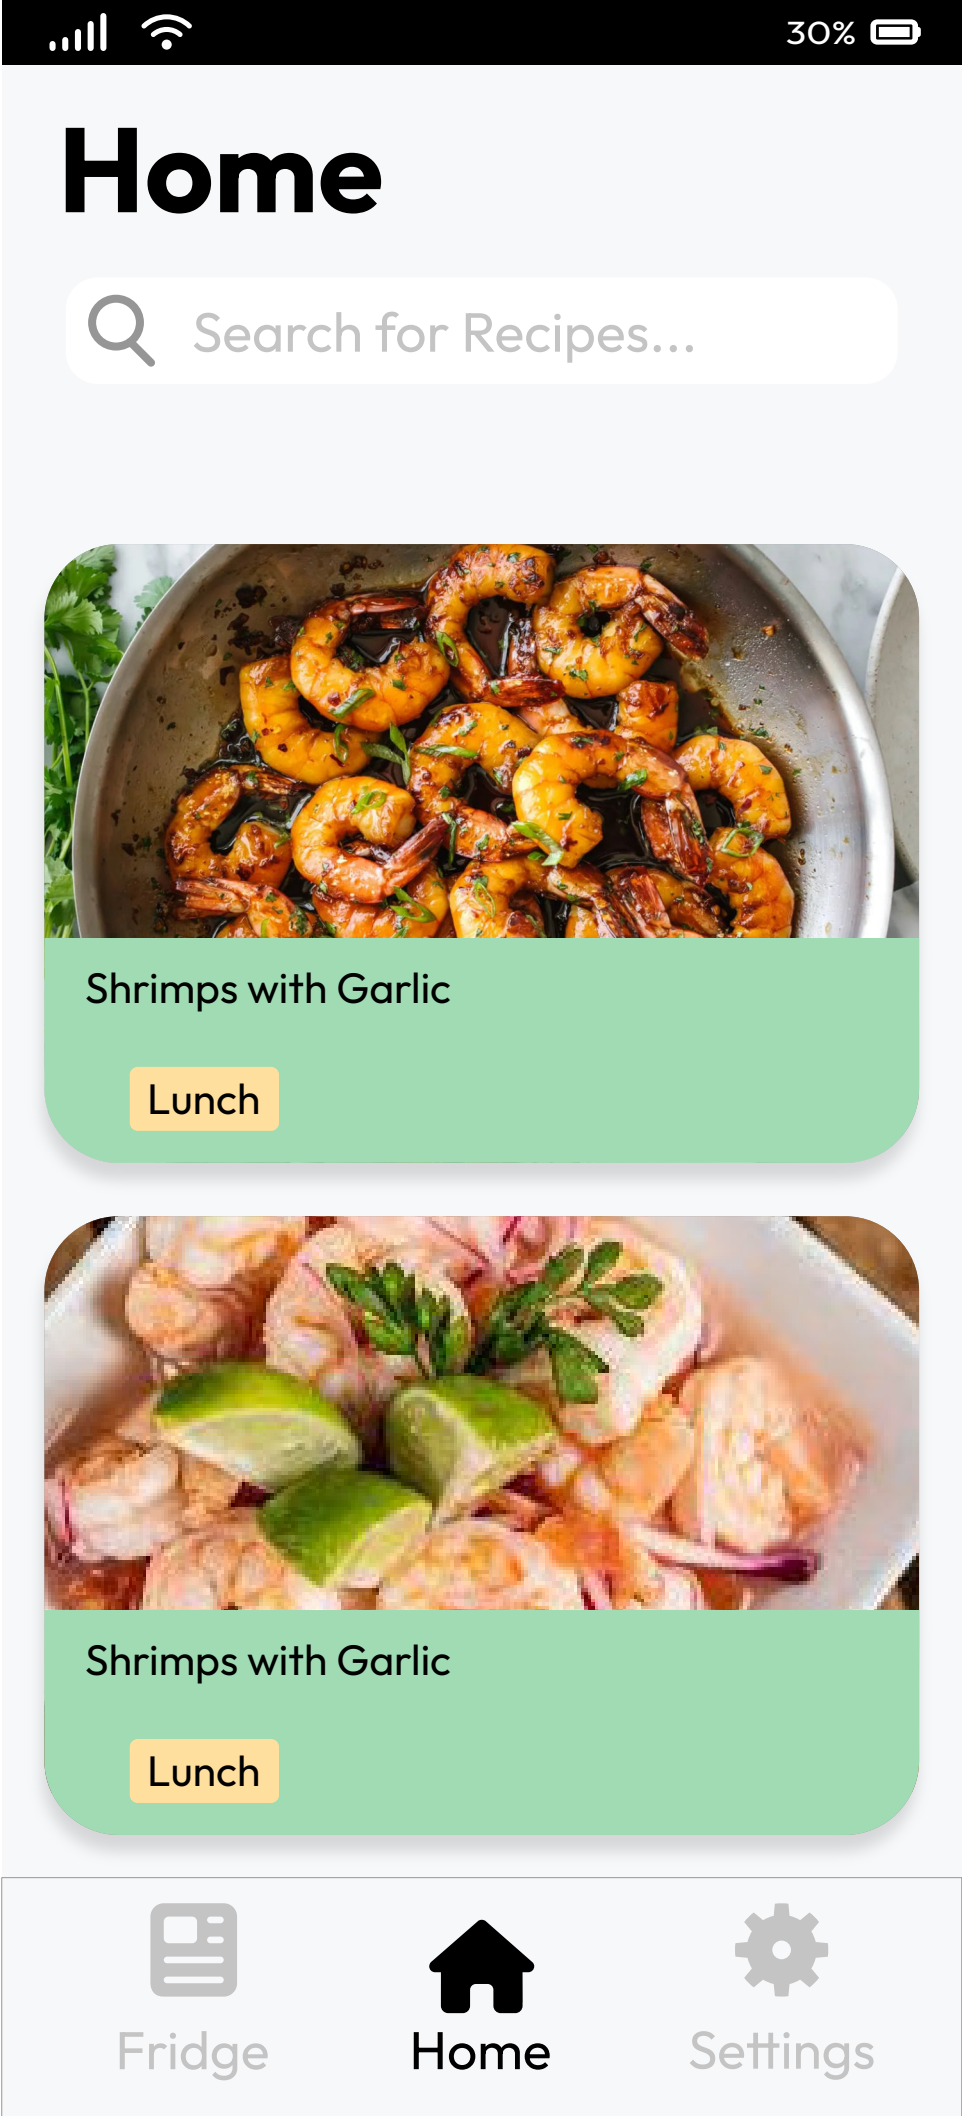 30%
Home
Search for Recipes...
Shrimps with Garlic
Lunch
Shrimps with Garlic
Lunch
Fridge
Home
Settings